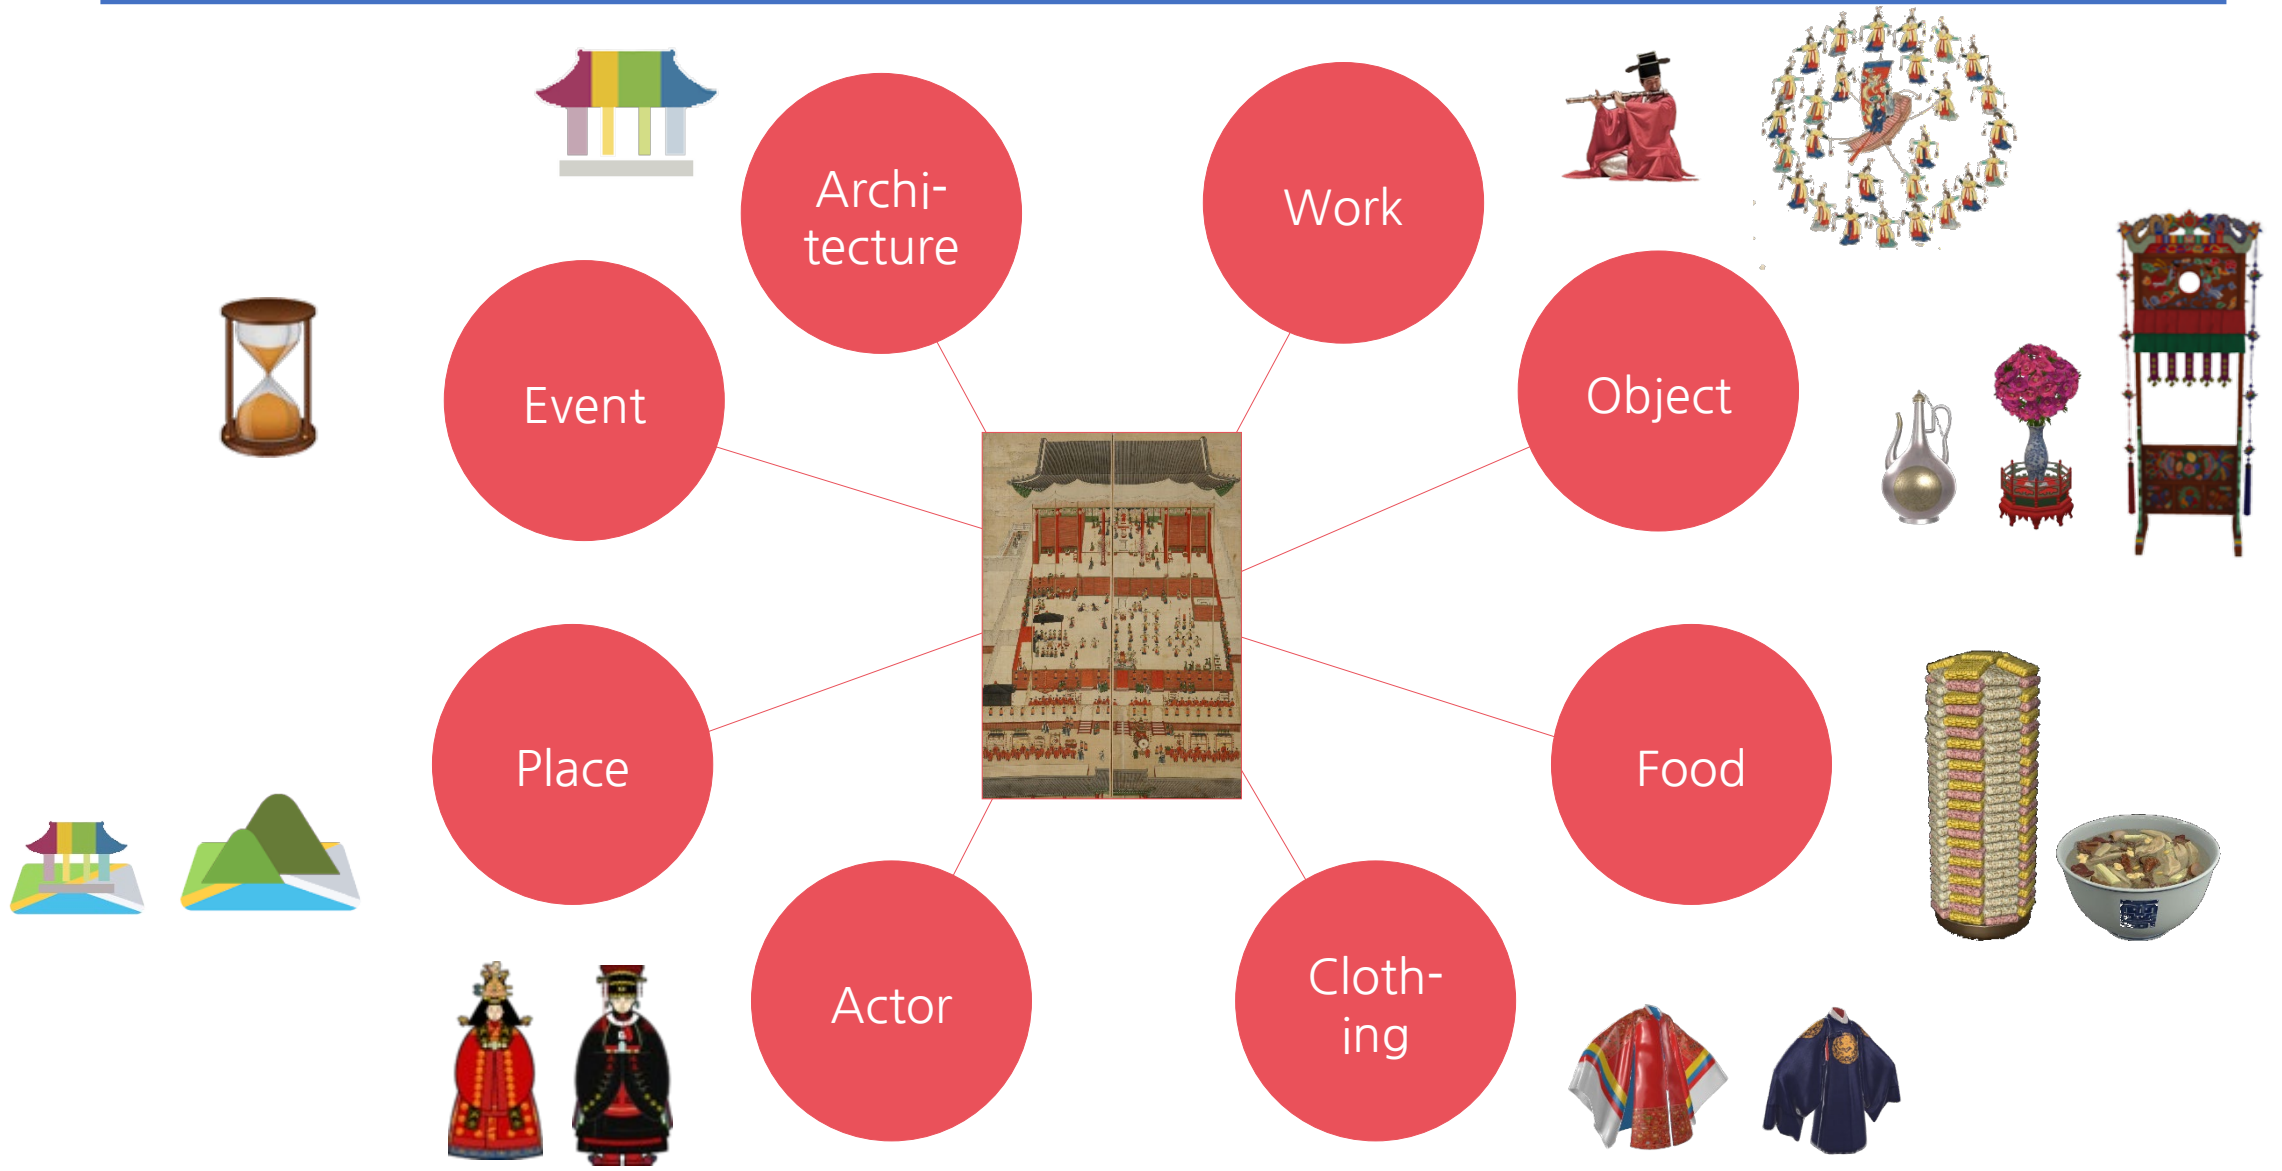 Archi-
tecture
Work
Event
Object
Place
Food
Actor
Cloth-
ing